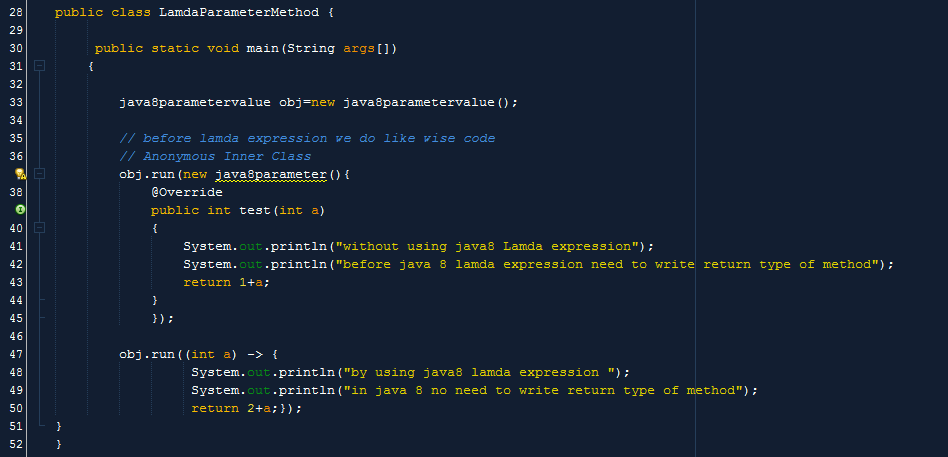 28 public class LamdaParameterMethod {
29
30 public static void main(String args[])
31 {
32
33 java8parametervalue obj=new java8parametervalue();
34
35 // before lamda expression we do like wise code
36 // Anonymous Inner Class
obj.run(new java8parameter(){
38 @Override
public int test(int a)
40 {
41 System.out.println("without using java8 Lamda expression");
42 System.out.println("before java 8 lamda expression need to write return type of method");
43 return 1+a;
44 }
45 });
46
47 obj.run((int a) -> {
48 System.out.println("by using java8 lamda expression ");
49 System.out.println("in java 8 no need to write return type of method");
50 return 2+a;});
51 }
52 }